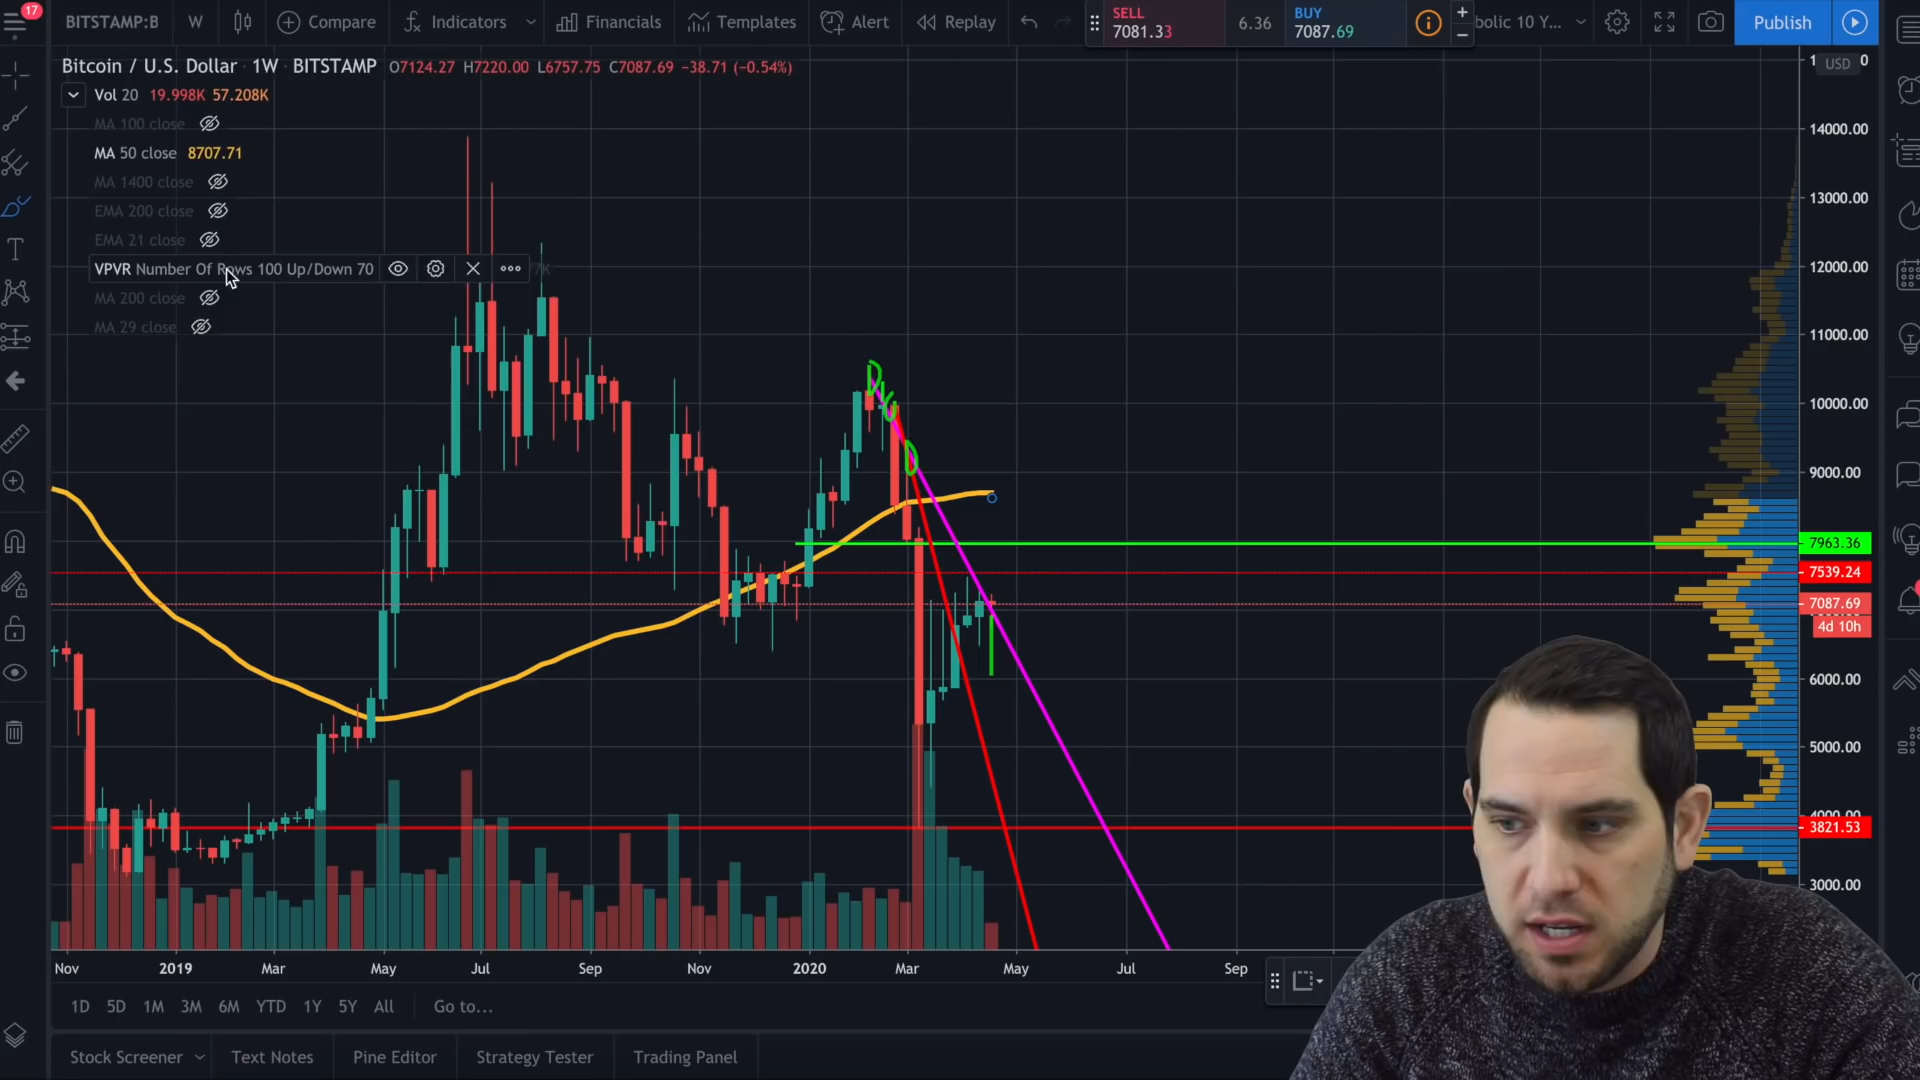 17
BITSTAMP:B W Compare Indicators Financials Templates Alert Replay
SELL 7081.33 6.36 BUY 7087.69
bolic 10 Y... Publish
Bitcoin / U.S. Dollar · 1W · BITSTAMP O7124.27 H7220.00 L6757.75 C7087.69 −38.71 (−0.54%)
Vol 20 19.998K 57.208K
MA 100 close
MA 50 close 8707.71
MA 1400 close
EMA 200 close
EMA 21 close
VPVR Number Of Rows 100 Up/Down 70
MA 200 close
MA 29 close
USD
14000.00
13000.00
12000.00
11000.00
10000.00
9000.00
7963.36
7539.24
7087.69
4d 10h
6000.00
5000.00
3821.53
3000.00
Nov 2019 Mar May Jul Sep Nov 2020 Mar May Jul Sep
1D 5D 1M 3M 6M YTD 1Y 5Y All Go to...
Stock Screener Text Notes Pine Editor Strategy Tester Trading Panel